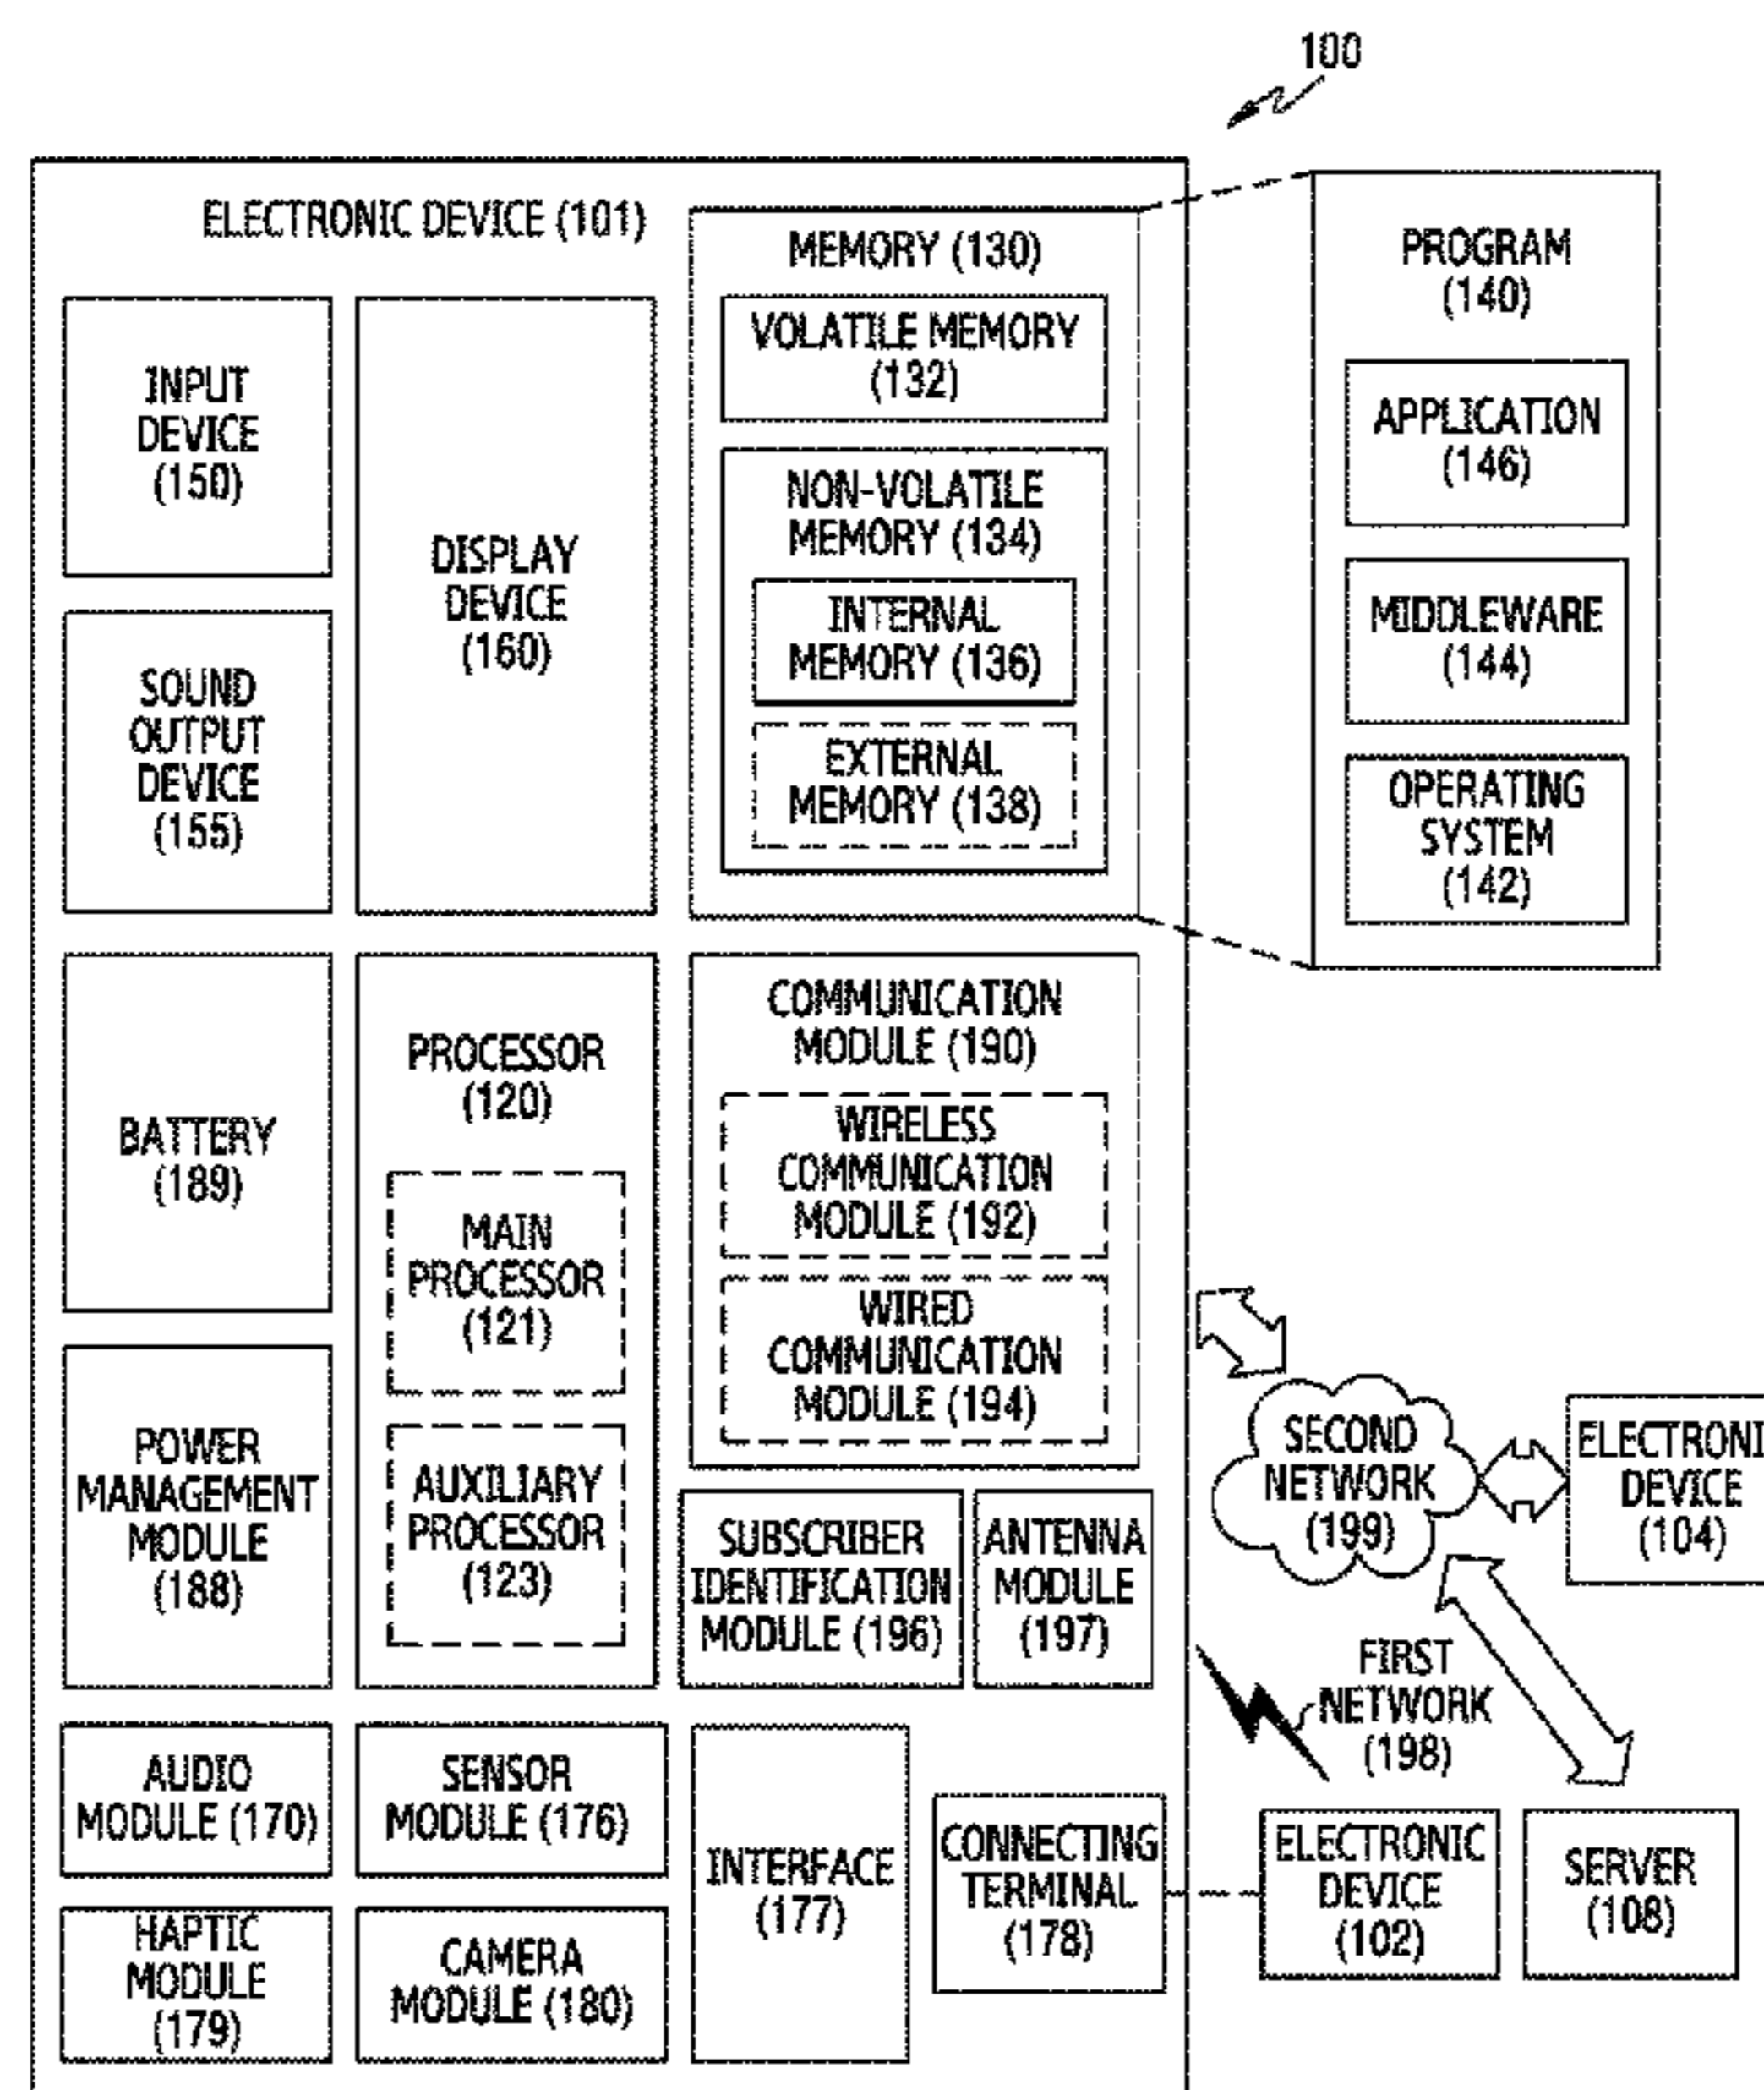 100
ELECTRONIC DEVICE (101)
INPUT
DEVICE
(150)
SOUND
OUTPUT
DEVICE
(155)
DISPLAY
DEVICE
(160)
MEMORY (130)
VOLATILE MEMORY
(132)
NON-VOLATILE
MEMORY (134)
INTERNAL
MEMORY (136)
EXTERNAL
MEMORY (138)
PROGRAM
(140)
APPLICATION
(146)
MIDDLEWARE
(144)
OPERATING
SYSTEM
(142)
BATTERY
(189)
POWER
MANAGEMENT
MODULE
(188)
PROCESSOR
(120)
MAIN
PROCESSOR
(121)
AUXILIARY
PROCESSOR
(123)
COMMUNICATION
MODULE (190)
WIRELESS
COMMUNICATION
MODULE (192)
WIRED
COMMUNICATION
MODULE (194)
SUBSCRIBER
IDENTIFICATION
MODULE (196)
ANTENNA
MODULE
(197)
SECOND
NETWORK
(199)
ELECTRONI
DEVICE
(104)
FIRST
NETWORK
(198)
AUDIO
MODULE (170)
SENSOR
MODULE (176)
HAPTIC
MODULE
(179)
CAMERA
MODULE (180)
INTERFACE
(177)
CONNECTING
TERMINAL
(178)
ELECTRONIC
DEVICE
(102)
SERVER
(108)